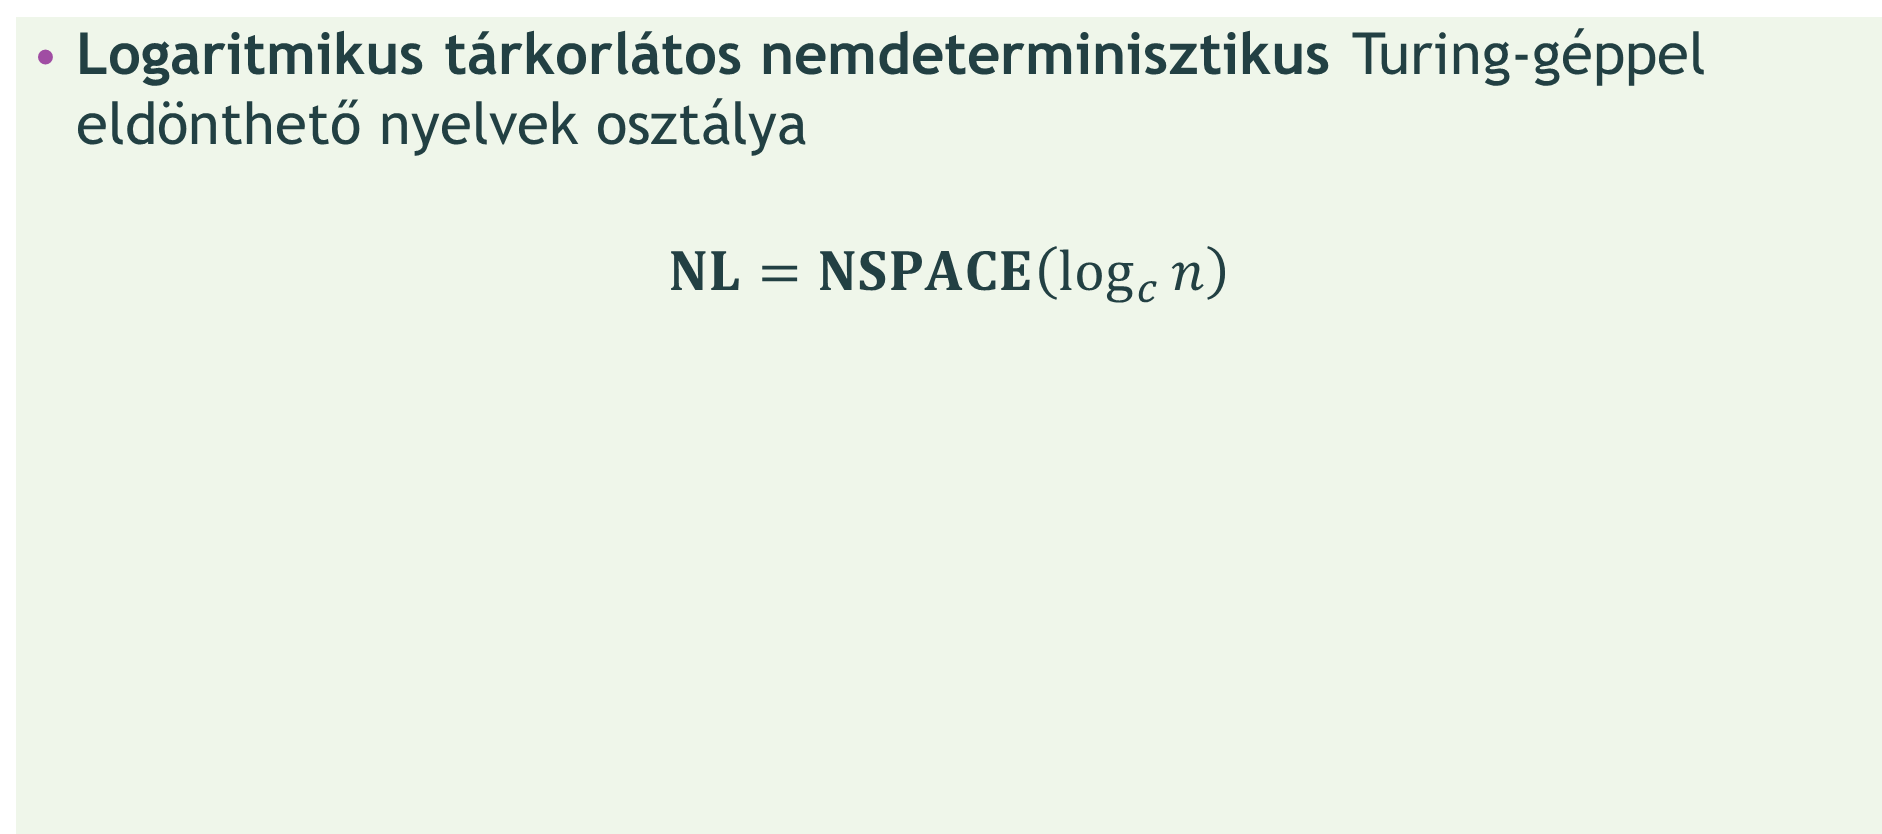 • Logaritmikus tárkorlátos nemdeterminisztikus Turing-géppel
eldönthető nyelvek osztálya
NL = NSPACE(log_c n)